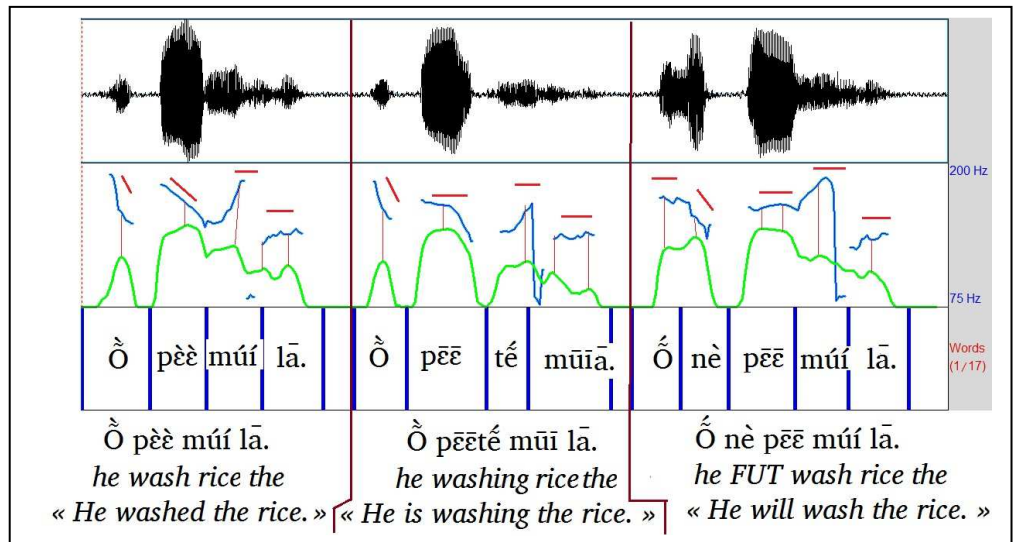 200 Hz
75 Hz
Ồ pɛ̀ɛ̀ múí lā. Ồ pɛ̄ɛ̄ tế mūīā. Ố nè pɛ̄ɛ̄ múí lā.
Words
(1/17)
Ồ pɛ̀ɛ̀ múí lā.
he wash rice the
« He washed the rice. »
Ồ pɛ̄ɛ̄tế mūī lā.
he washing rice the
« He is washing the rice. »
Ố nè pɛ̄ɛ̄ múí lā.
he FUT wash rice the
« He will wash the rice. »